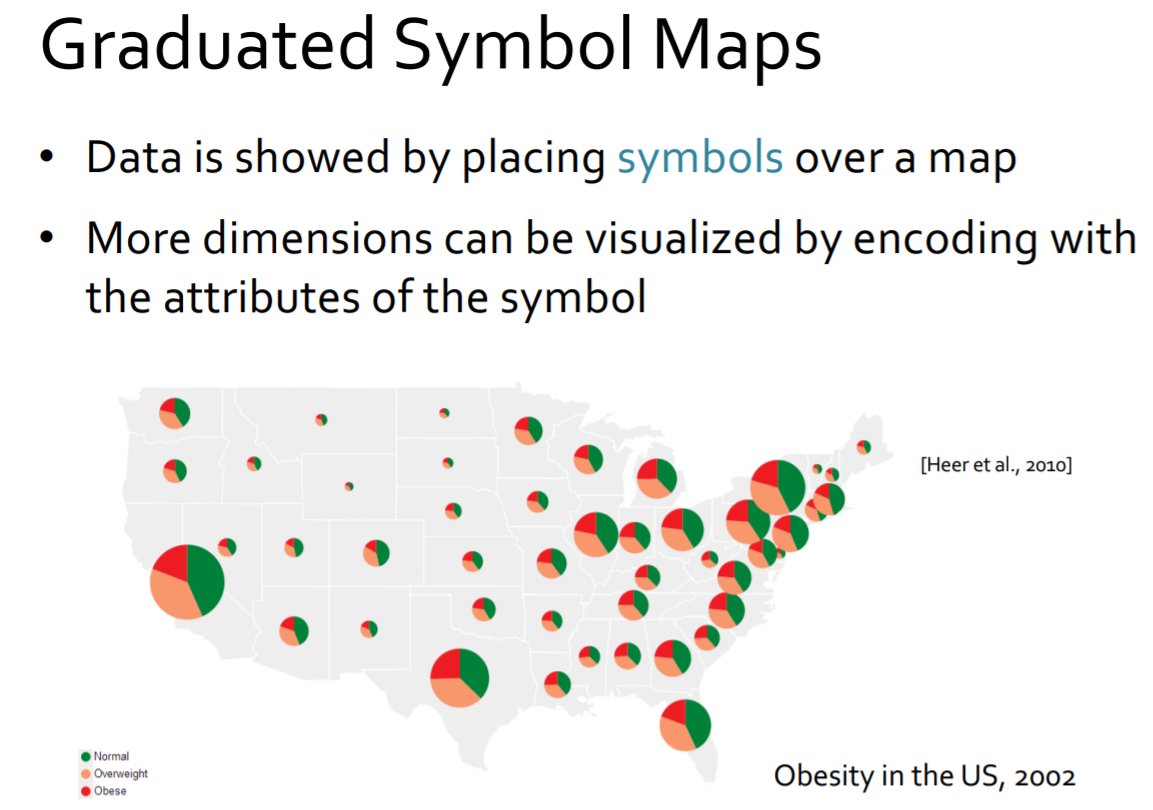 Graduated Symbol Maps
• Data is showed by placing symbols over a map
• More dimensions can be visualized by encoding with
the attributes of the symbol
[Heer et al., 2010]
Normal
Overweight
Obese
Obesity in the US, 2002